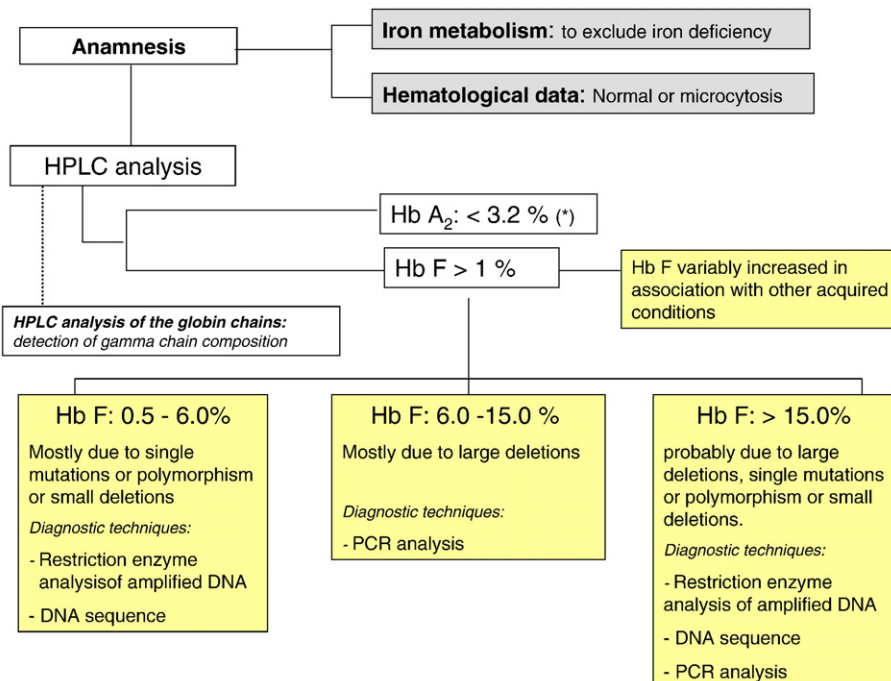 Anamnesis
Iron metabolism: to exclude iron deficiency
Hematological data: Normal or microcytosis
HPLC analysis
Hb A₂: < 3.2 % (*)
Hb F > 1 %
Hb F variably increased in
association with other acquired
conditions
HPLC analysis of the globin chains:
detection of gamma chain composition
Hb F: 0.5 - 6.0%
Mostly due to single
mutations or polymorphism
or small deletions
Diagnostic techniques:
- Restriction enzyme
analysisof amplified DNA
- DNA sequence
Hb F: 6.0 -15.0 %
Mostly due to large deletions
Diagnostic techniques:
- PCR analysis
Hb F: > 15.0%
probably due to large
deletions, single mutations
or polymorphism or small
deletions.
Diagnostic techniques:
- Restriction enzyme
analysis of amplified DNA
- DNA sequence
- PCR analysis